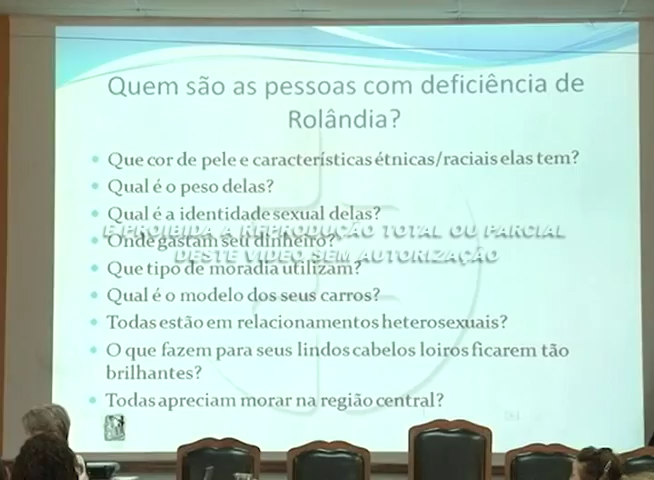 Quem são as pessoas com deficiência de
Rolândia?
• Que cor de pele e características étnicas/raciais elas tem?
• Qual é o peso delas?
• Qual é a identidade sexual delas?
É PROIBIDA A REPRODUÇÃO TOTAL OU PARCIAL
• Onde gastam seu dinheiro?
DESTE VIDEO SEM AUTORIZAÇÃO
• Que tipo de moradia utilizam?
• Qual é o modelo dos seus carros?
• Todas estão em relacionamentos heterosexuais?
• O que fazem para seus lindos cabelos loiros ficarem tão
brilhantes?
• Todas apreciam morar na região central?